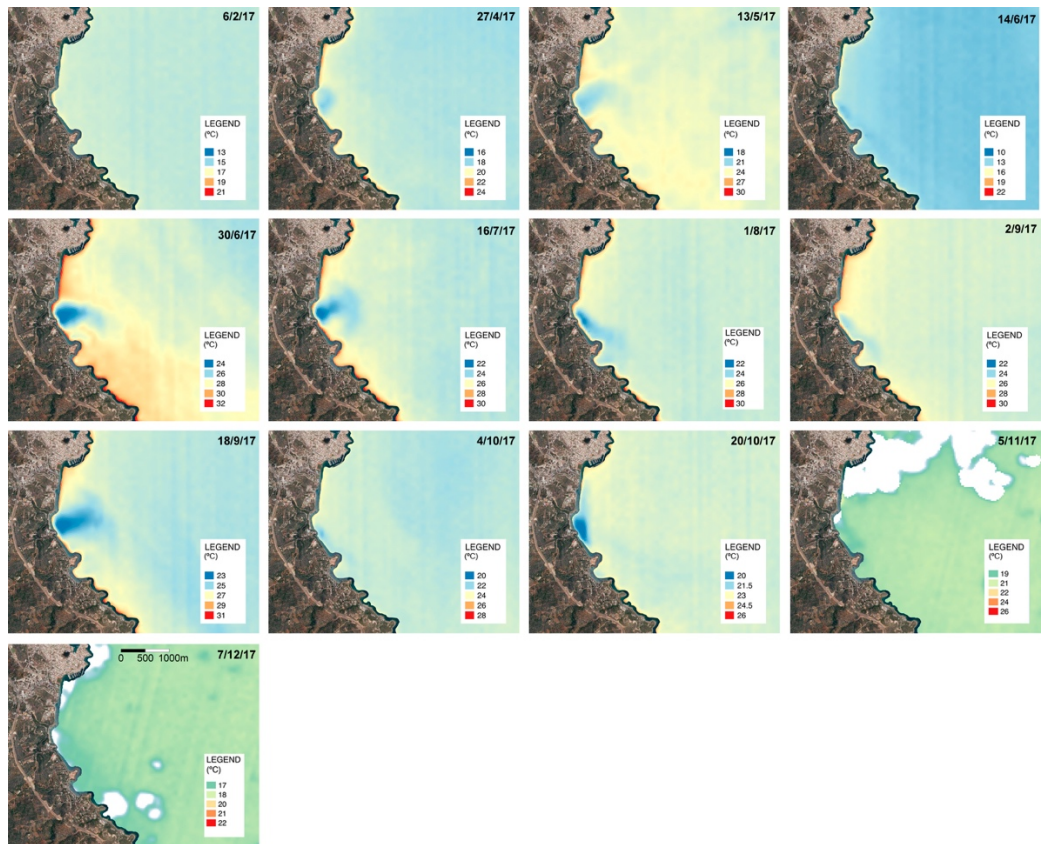 6/2/17
LEGEND
(ºC)
13
15
17
19
21
27/4/17
LEGEND
(ºC)
16
18
20
22
24
13/5/17
LEGEND
(ºC)
18
21
24
27
30
14/6/17
LEGEND
(ºC)
10
13
16
19
22
30/6/17
LEGEND
(ºC)
24
26
28
30
32
16/7/17
LEGEND
(ºC)
22
24
26
28
30
1/8/17
LEGEND
(ºC)
22
24
26
28
30
2/9/17
LEGEND
(ºC)
22
24
26
28
30
18/9/17
LEGEND
(ºC)
23
25
27
29
31
4/10/17
LEGEND
(ºC)
20
22
24
26
28
20/10/17
LEGEND
(ºC)
20
21.5
23
24.5
26
5/11/17
LEGEND
(ºC)
19
21
22
24
26
0 500 1000m
7/12/17
LEGEND
(ºC)
17
18
20
21
22